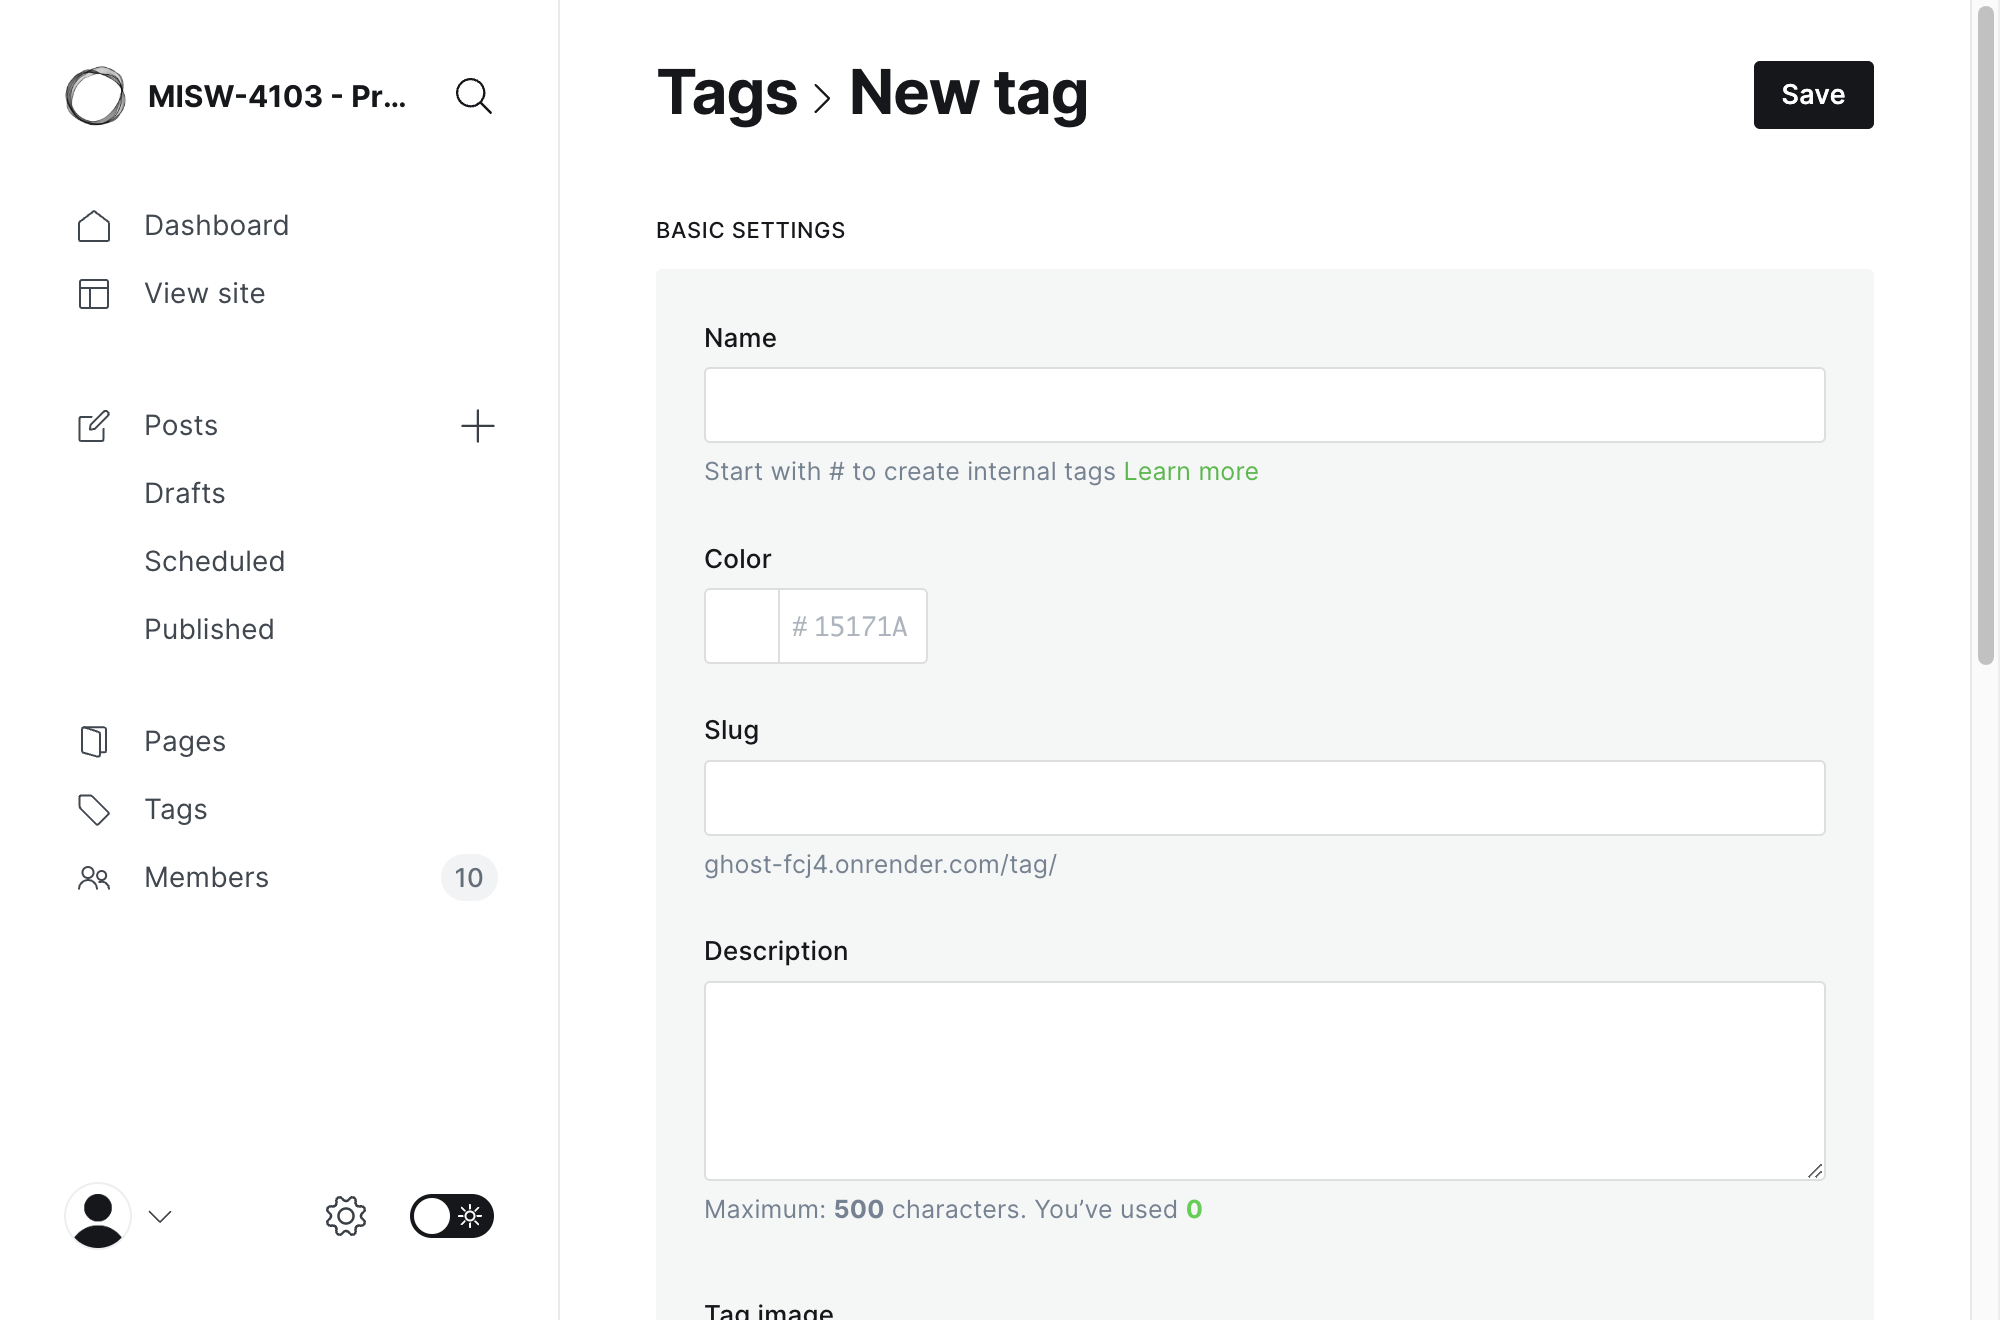 MISW-4103 - Pr...
Dashboard
View site
Posts
Drafts
Scheduled
Published
Pages
Tags
Members 10
Tags > New tag
Save
BASIC SETTINGS
Name
Start with # to create internal tags Learn more
Color
# 15171A
Slug
ghost-fcj4.onrender.com/tag/
Description
Maximum: 500 characters. You’ve used 0
Tag image